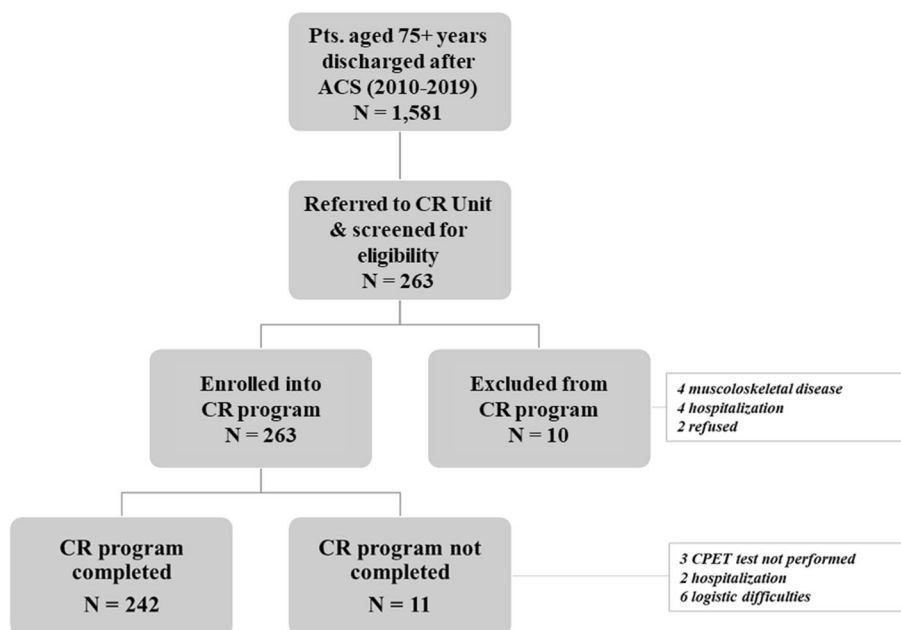 Pts. aged 75+ years
discharged after
ACS (2010-2019)
N = 1,581
Referred to CR Unit
& screened for
eligibility
N = 263
Enrolled into
CR program
N = 263
Excluded from
CR program
N = 10
4 muscoloskeletal disease
4 hospitalization
2 refused
CR program
completed
N = 242
CR program not
completed
N = 11
3 CPET test not performed
2 hospitalization
6 logistic difficulties